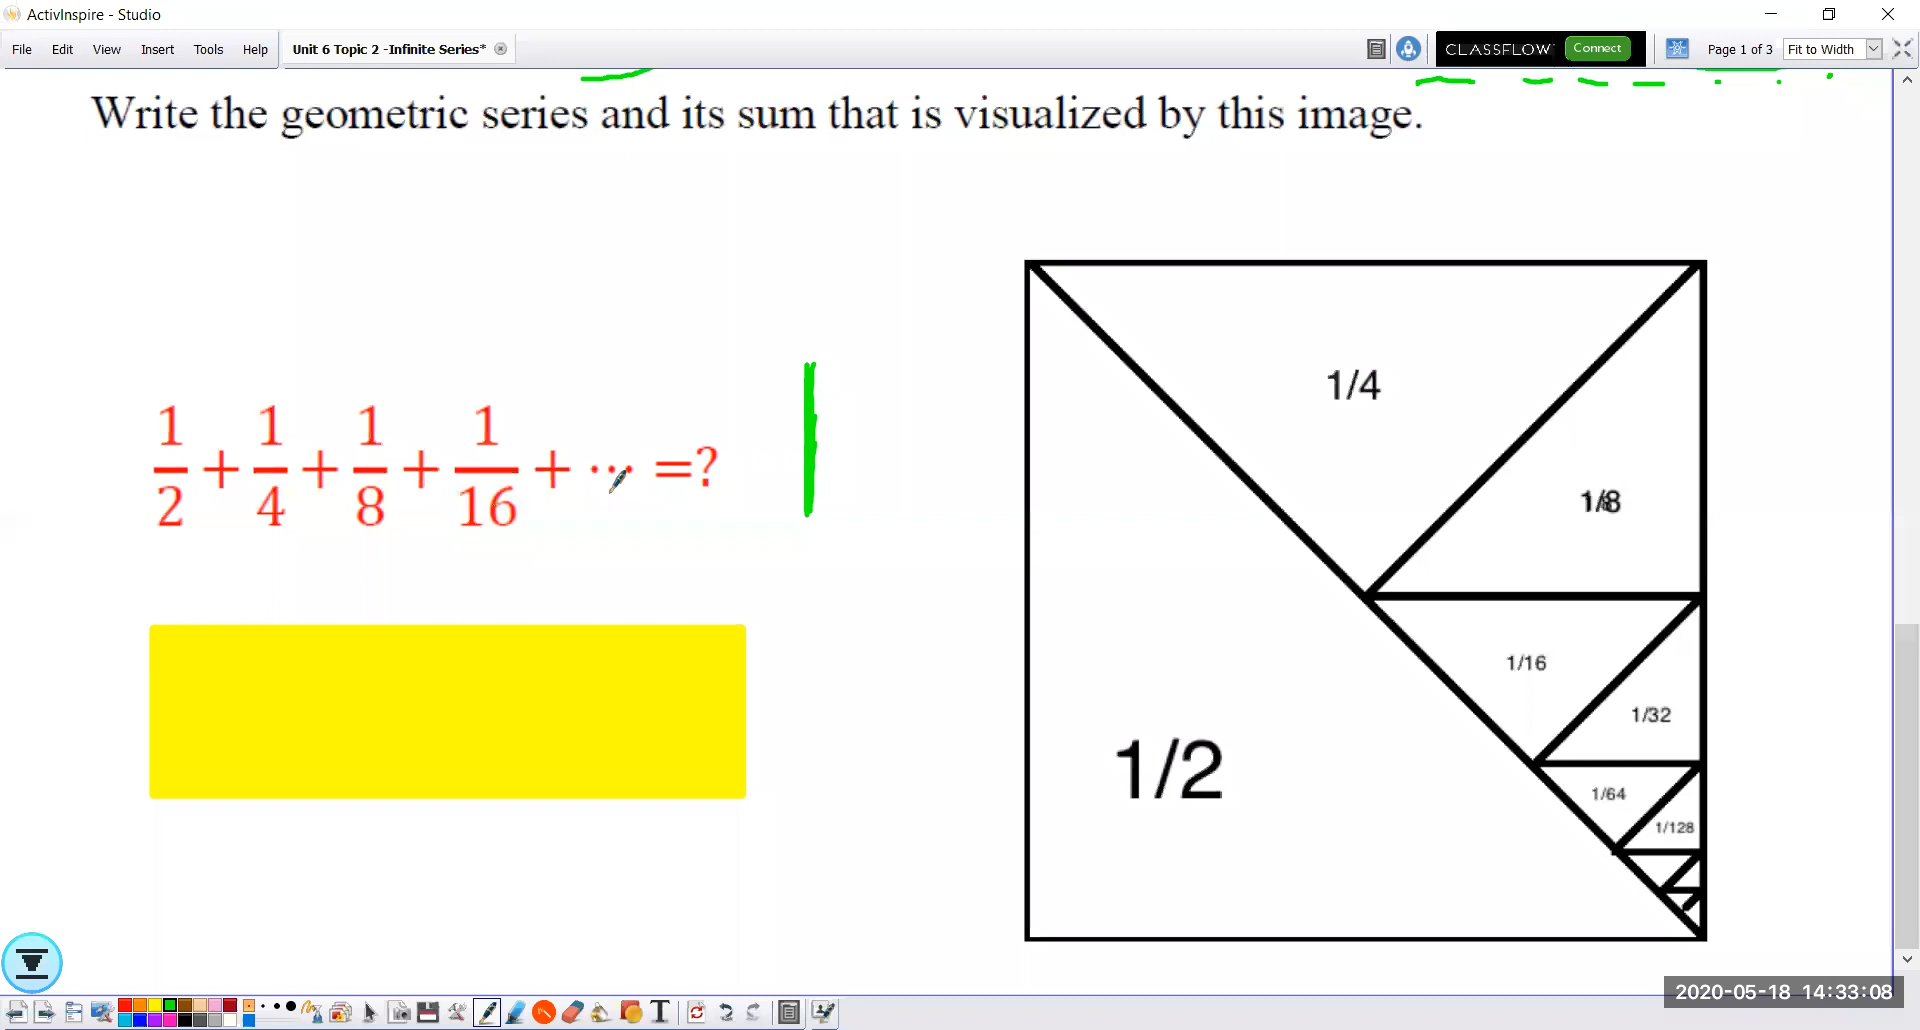 ActivInspire - Studio
File Edit View Insert Tools Help Unit 6 Topic 2 -Infinite Series* CLASSFLOW Connect Page 1 of 3 Fit to Width
Write the geometric series and its sum that is visualized by this image.
1/2 + 1/4 + 1/8 + 1/16 + ⋯ =?
1/4
1/8
1/16
1/32
1/2
1/64
1/128
2020-05-18 14:33:08